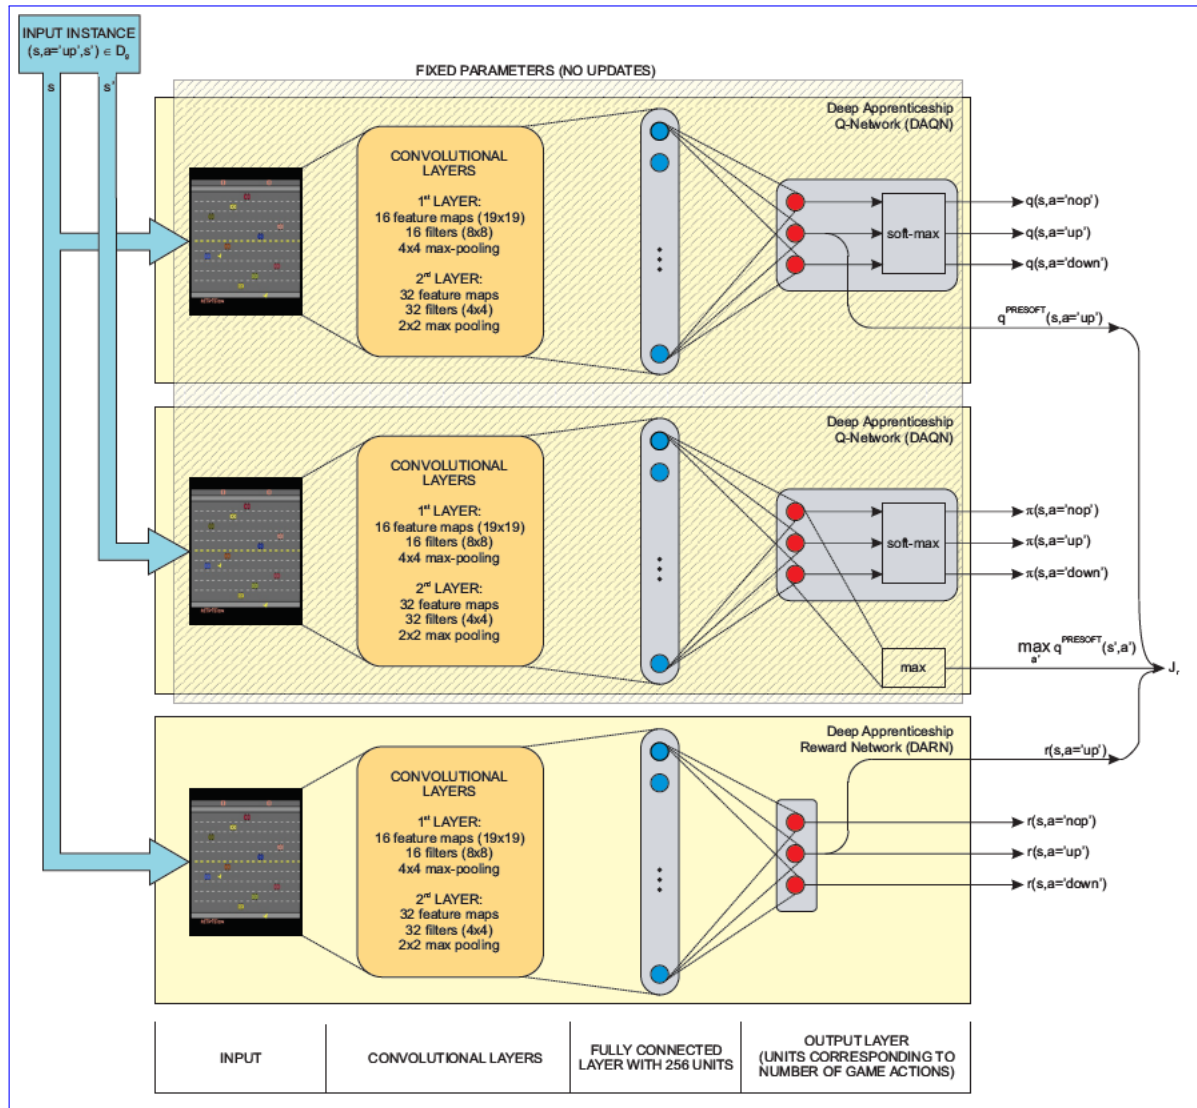 INPUT INSTANCE
(s,a='up',s') ∈ Dₑ
s
s'
FIXED PARAMETERS (NO UPDATES)
Deep Apprenticeship
Q-Network (DAQN)
CONVOLUTIONAL
LAYERS
1st LAYER:
16 feature maps (19x19)
16 filters (8x8)
4x4 max-pooling
2nd LAYER:
32 feature maps
32 filters (4x4)
2x2 max pooling
soft-max
q(s,a='nop')
q(s,a='up')
q(s,a='down')
q^PRESOFT(s,a='up')
Deep Apprenticeship
Q-Network (DAQN)
CONVOLUTIONAL
LAYERS
1st LAYER:
16 feature maps (19x19)
16 filters (8x8)
4x4 max-pooling
2nd LAYER:
32 feature maps
32 filters (4x4)
2x2 max pooling
soft-max
π(s,a='nop')
π(s,a='up')
π(s,a='down')
max
max q^PRESOFT(s',a')
a'
Jᵣ
Deep Apprenticeship
Reward Network (DARN)
CONVOLUTIONAL
LAYERS
1st LAYER:
16 feature maps (19x19)
16 filters (8x8)
4x4 max-pooling
2nd LAYER:
32 feature maps
32 filters (4x4)
2x2 max pooling
r(s,a='up')
r(s,a='nop')
r(s,a='up')
r(s,a='down')
INPUT
CONVOLUTIONAL LAYERS
FULLY CONNECTED
LAYER WITH 256 UNITS
OUTPUT LAYER
(UNITS CORRESPONDING TO
NUMBER OF GAME ACTIONS)